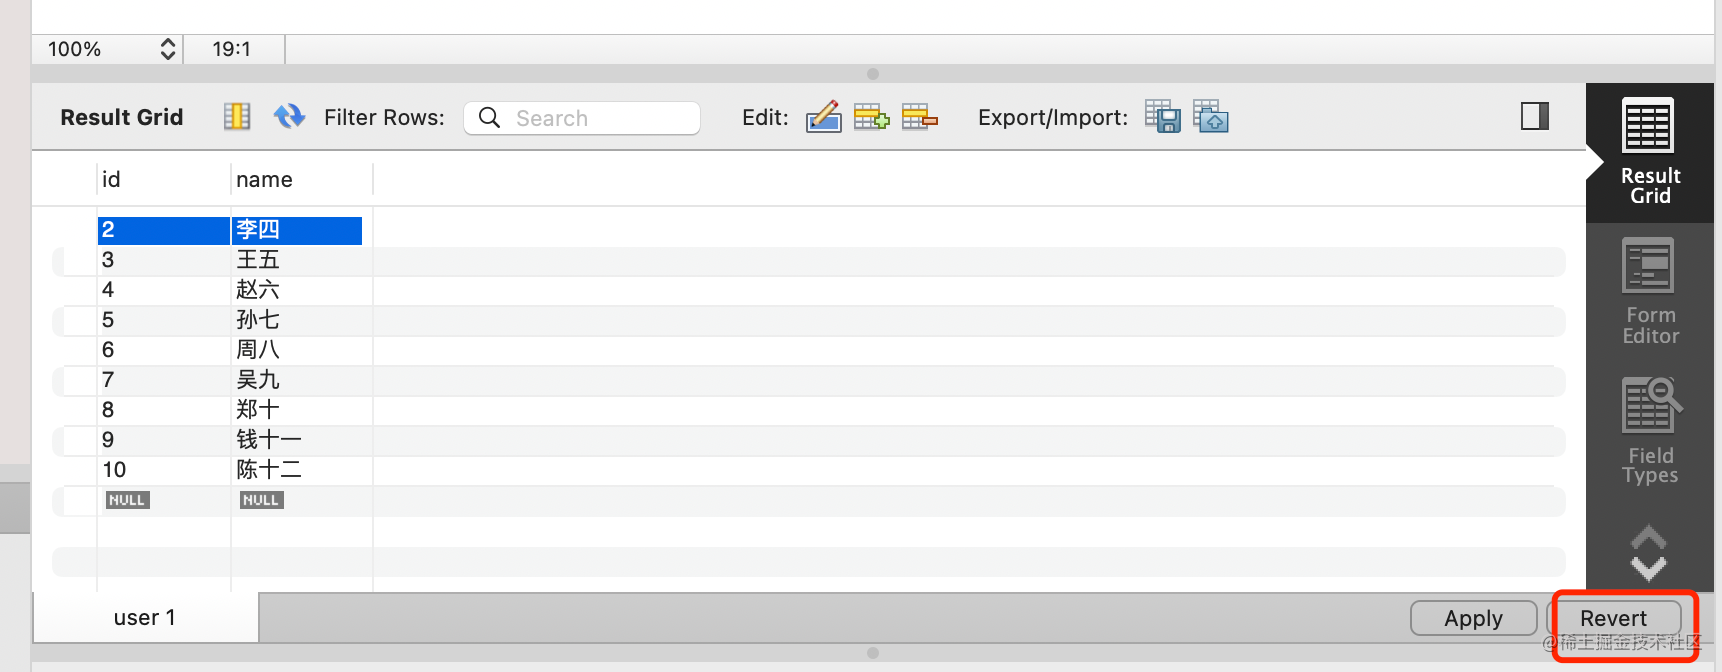 100% 19:1
Result Grid Filter Rows: Search Edit: Export/Import:
id name
2 李四
3 王五
4 赵六
5 孙七
6 周八
7 吴九
8 郑十
9 钱十一
10 陈十二
NULL NULL
Result
Grid
Form
Editor
Field
Types
user 1 Apply Revert
@稀土掘金技术社区